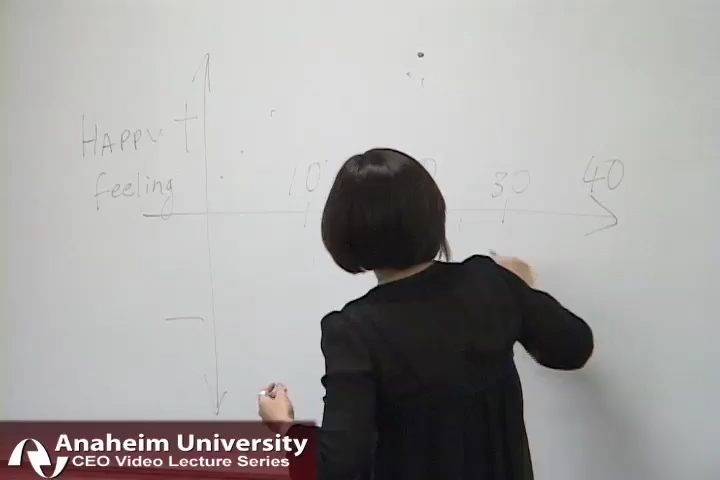 HAPPY +
feeling
10
30
40
—
Anaheim University
CEO Video Lecture Series